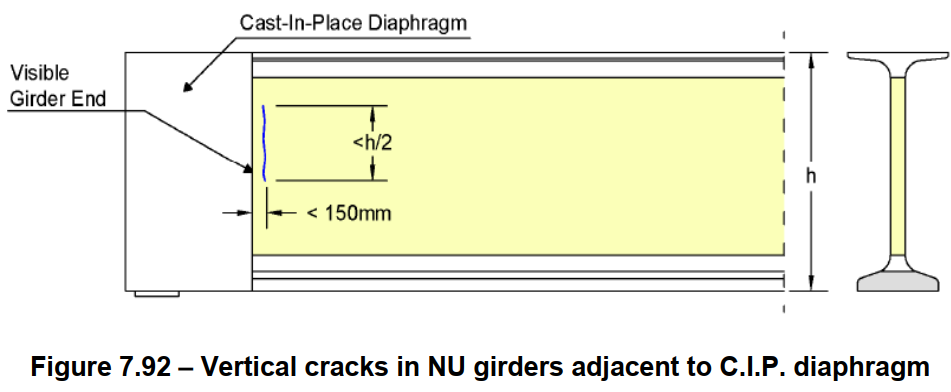 Cast-In-Place Diaphragm
Visible
Girder End
<h/2
< 150mm
h
Figure 7.92 – Vertical cracks in NU girders adjacent to C.I.P. diaphragm